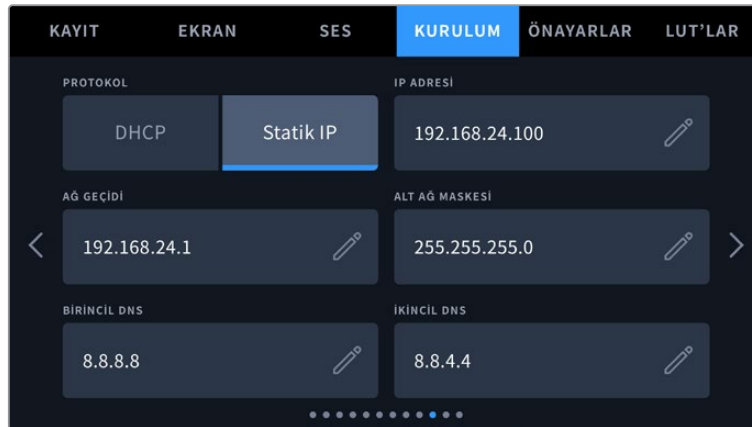 KAYIT EKRAN SES KURULUM ÖNAYARLAR LUT’LAR
PROTOKOL IP ADRESİ
DHCP Statik IP 192.168.24.100
AĞ GEÇİDİ ALT AĞ MASKESİ
192.168.24.1 255.255.255.0
BİRİNCİL DNS İKİNCİL DNS
8.8.8.8 8.8.4.4